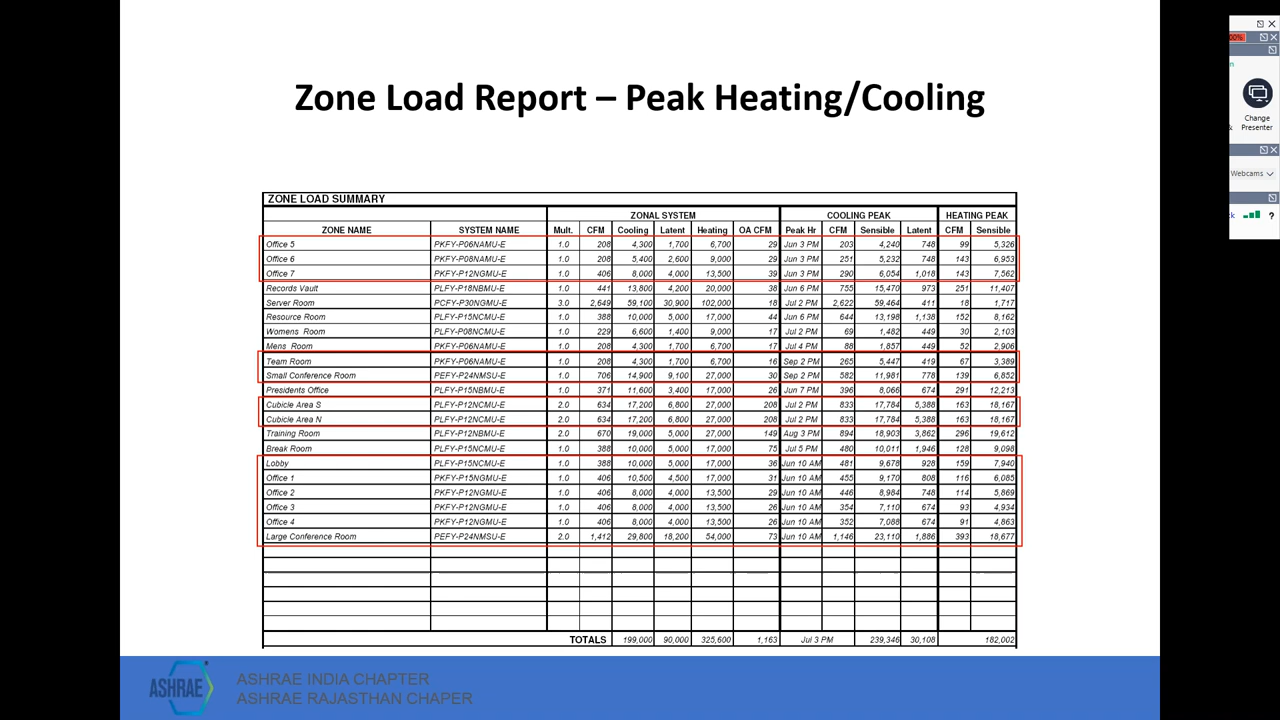 Zone Load Report – Peak Heating/Cooling
ZONE LOAD SUMMARY
ZONAL SYSTEM COOLING PEAK HEATING PEAK
ZONE NAME SYSTEM NAME Mult. CFM Cooling Latent Heating OA CFM Peak Hr CFM Sensible Latent CFM Sensible
Office 5 PKFY-P06NAMU-E 1.0 208 4,300 1,700 6,700 29 Jun 3 PM 203 4,240 748 99 5,326
Office 6 PKFY-P08NAMU-E 1.0 208 5,400 2,600 9,000 29 Jun 3 PM 251 5,232 748 143 6,953
Office 7 PKFY-P12NGMU-E 1.0 406 8,000 4,000 13,500 39 Jun 3 PM 290 6,054 1,018 143 7,562
Records Vault PLFY-P18NBMU-E 1.0 441 13,800 4,200 20,000 38 Jun 6 PM 755 15,470 973 251 11,407
Server Room PCFY-P30NGMU-E 3.0 2,649 59,100 30,900 102,000 18 Jul 2 PM 2,622 59,464 411 18 1,717
Resource Room PLFY-P15NCMU-E 1.0 388 10,000 5,000 17,000 44 Jun 6 PM 644 13,198 1,138 152 8,162
Womens Room PLFY-P08NCMU-E 1.0 229 6,600 1,400 9,000 17 Jul 2 PM 69 1,482 449 30 2,103
Mens Room PKFY-P06NAMU-E 1.0 208 4,300 1,700 6,700 17 Jul 4 PM 88 1,857 449 52 2,906
Team Room PKFY-P06NAMU-E 1.0 208 4,300 1,700 6,700 16 Sep 2 PM 265 5,447 419 67 3,389
Small Conference Room PEFY-P24NMSU-E 1.0 706 14,900 9,100 27,000 30 Sep 2 PM 582 11,981 778 139 6,852
Presidents Office PLFY-P15NBMU-E 1.0 371 11,600 3,400 17,000 26 Jun 7 PM 396 8,066 674 291 12,213
Cubicle Area S PLFY-P12NCMU-E 2.0 634 17,200 6,800 27,000 208 Jul 2 PM 833 17,784 5,388 163 18,167
Cubicle Area N PLFY-P12NCMU-E 2.0 634 17,200 6,800 27,000 208 Jul 2 PM 833 17,784 5,388 163 18,167
Training Room PLFY-P12NBMU-E 2.0 670 19,000 5,000 27,000 149 Aug 3 PM 894 18,903 3,862 296 19,612
Break Room PLFY-P15NCMU-E 1.0 388 10,000 5,000 17,000 75 Jul 5 PM 480 10,011 1,946 128 9,098
Lobby PLFY-P15NCMU-E 1.0 388 10,000 5,000 17,000 36 Jun 10 AM 481 9,678 928 159 7,940
Office 1 PKFY-P15NGMU-E 1.0 406 10,500 4,500 17,000 31 Jun 10 AM 455 9,170 808 116 6,085
Office 2 PKFY-P12NGMU-E 1.0 406 8,000 4,000 13,500 29 Jun 10 AM 446 8,984 748 114 5,869
Office 3 PKFY-P12NGMU-E 1.0 406 8,000 4,000 13,500 26 Jun 10 AM 354 7,110 674 93 4,934
Office 4 PKFY-P12NGMU-E 1.0 406 8,000 4,000 13,500 26 Jun 10 AM 352 7,088 674 91 4,863
Large Conference Room PEFY-P24NMSU-E 2.0 1,412 29,800 18,200 54,000 73 Jun 10 AM 1,146 23,110 1,886 393 18,677
TOTALS 199,000 90,000 325,600 1,163 Jul 3 PM 239,346 30,108 182,002
ASHRAE
ASHRAE INDIA CHAPTER
ASHRAE RAJASTHAN CHAPER
Change
Presenter
Webcams
?